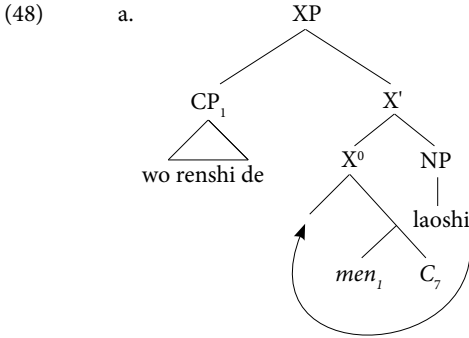 (48) a. XP
CP₁ X'
X⁰ NP
wo renshi de
laoshi
men₁ C₇